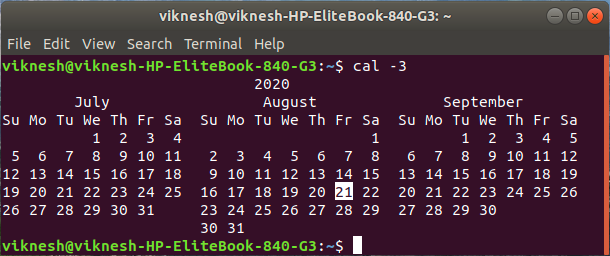 viknesh@viknesh-HP-EliteBook-840-G3: ~
File Edit View Search Terminal Help
viknesh@viknesh-HP-EliteBook-840-G3:~$ cal -3
                            2020
        July                 August              September
Su Mo Tu We Th Fr Sa  Su Mo Tu We Th Fr Sa  Su Mo Tu We Th Fr Sa
          1  2  3  4                     1         1  2  3  4  5
 5  6  7  8  9 10 11   2  3  4  5  6  7  8   6  7  8  9 10 11 12
12 13 14 15 16 17 18   9 10 11 12 13 14 15  13 14 15 16 17 18 19
19 20 21 22 23 24 25  16 17 18 19 20 21 22  20 21 22 23 24 25 26
26 27 28 29 30 31     23 24 25 26 27 28 29  27 28 29 30
                      30 31
viknesh@viknesh-HP-EliteBook-840-G3:~$